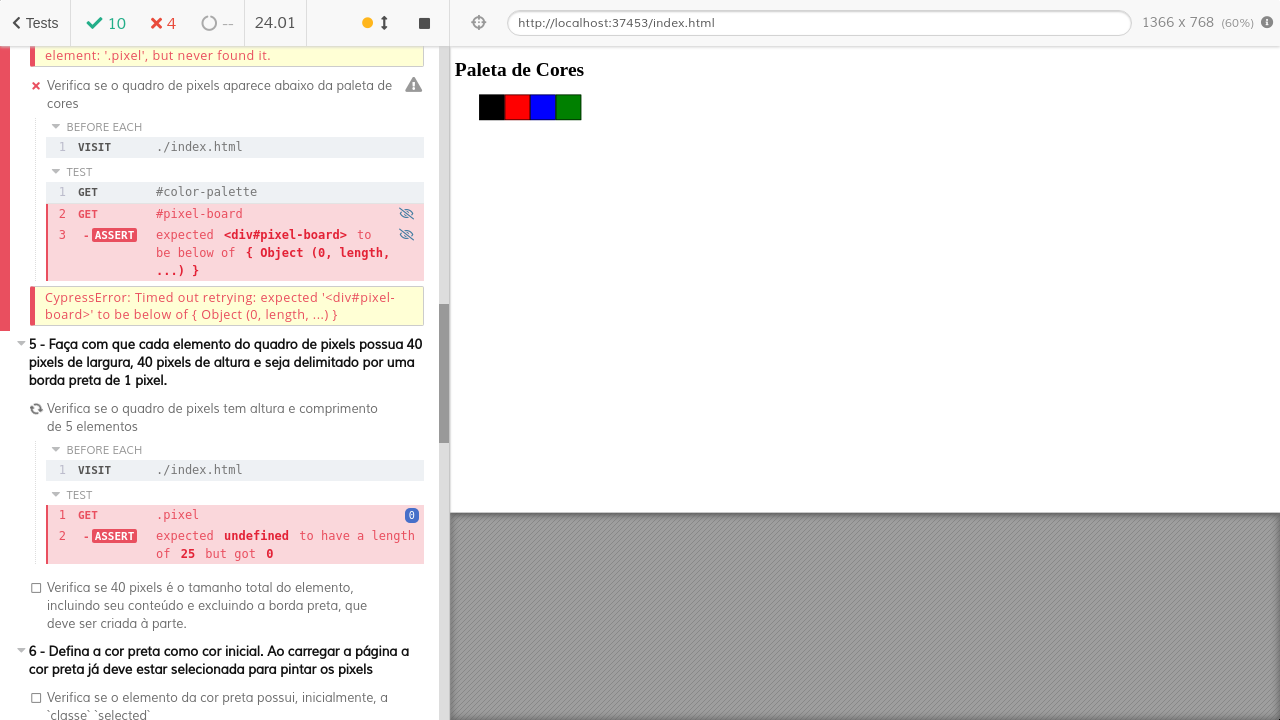 Tests 10 4 -- 24.01 http://localhost:37453/index.html 1366 x 768 (60%)
element: '.pixel', but never found it.
Verifica se o quadro de pixels aparece abaixo da paleta de
cores
BEFORE EACH
1 VISIT ./index.html
TEST
1 GET #color-palette
2 GET #pixel-board
3 - ASSERT expected <div#pixel-board> to
be below of { Object (0, length,
...) }
CypressError: Timed out retrying: expected '<div#pixel-
board>' to be below of { Object (0, length, ...) }
5 - Faça com que cada elemento do quadro de pixels possua 40
pixels de largura, 40 pixels de altura e seja delimitado por uma
borda preta de 1 pixel.
Verifica se o quadro de pixels tem altura e comprimento
de 5 elementos
BEFORE EACH
1 VISIT ./index.html
TEST
1 GET .pixel 0
2 - ASSERT expected undefined to have a length
of 25 but got 0
Verifica se 40 pixels é o tamanho total do elemento,
incluindo seu conteúdo e excluindo a borda preta, que
deve ser criada à parte.
6 - Defina a cor preta como cor inicial. Ao carregar a página a
cor preta já deve estar selecionada para pintar os pixels
Verifica se o elemento da cor preta possui, inicialmente, a
`classe` `selected`
Paleta de Cores